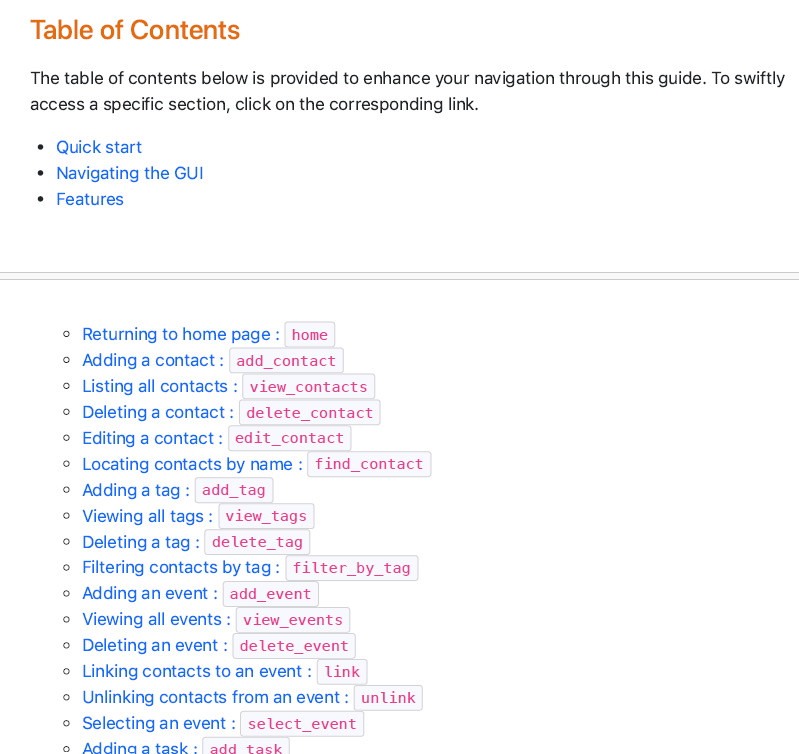 Table of Contents
The table of contents below is provided to enhance your navigation through this guide. To swiftly
access a specific section, click on the corresponding link.
Quick start
Navigating the GUI
Features
Returning to home page : home
Adding a contact : add_contact
Listing all contacts : view_contacts
Deleting a contact : delete_contact
Editing a contact : edit_contact
Locating contacts by name : find_contact
Adding a tag : add_tag
Viewing all tags : view_tags
Deleting a tag : delete_tag
Filtering contacts by tag : filter_by_tag
Adding an event : add_event
Viewing all events : view_events
Deleting an event : delete_event
Linking contacts to an event : link
Unlinking contacts from an event : unlink
Selecting an event : select_event
Adding a task : add_task